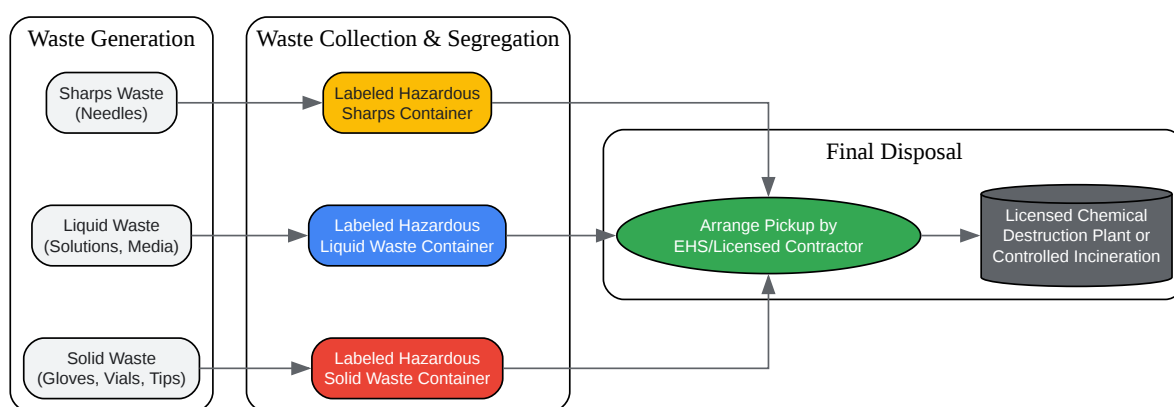 Waste Generation
Sharps Waste
(Needles)
Liquid Waste
(Solutions, Media)
Solid Waste
(Gloves, Vials, Tips)
Waste Collection & Segregation
Labeled Hazardous
Sharps Container
Labeled Hazardous
Liquid Waste Container
Labeled Hazardous
Solid Waste Container
Final Disposal
Arrange Pickup by
EHS/Licensed Contractor
Licensed Chemical
Destruction Plant or
Controlled Incineration